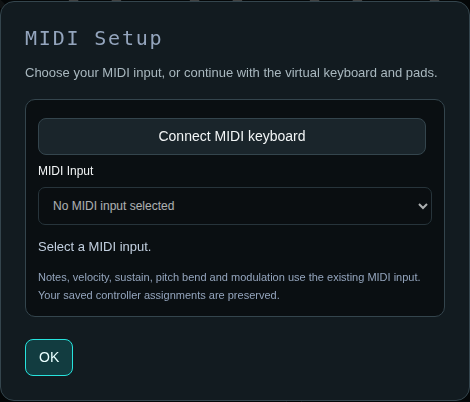 MIDI Setup
Choose your MIDI input, or continue with the virtual keyboard and pads.
Connect MIDI keyboard
MIDI Input
No MIDI input selected
Select a MIDI input.
Notes, velocity, sustain, pitch bend and modulation use the existing MIDI input.
Your saved controller assignments are preserved.
OK